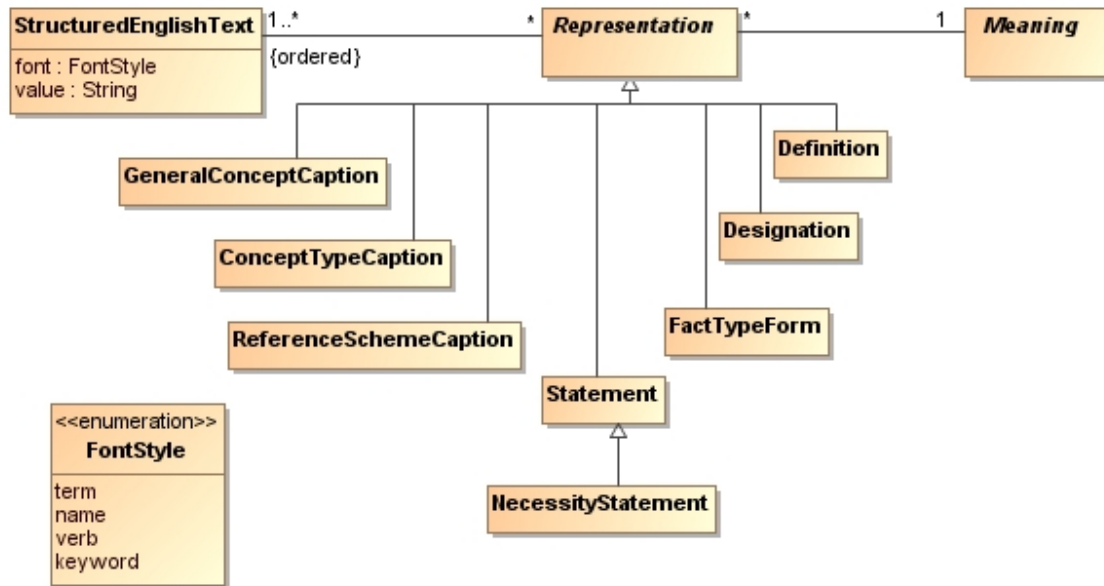 StructuredEnglishText
font : FontStyle
value : String
1..*
{ordered}
*
Representation
*
1
Meaning
GeneralConceptCaption
ConceptTypeCaption
ReferenceSchemeCaption
Statement
NecessityStatement
FactTypeForm
Designation
Definition
<<enumeration>>
FontStyle
term
name
verb
keyword